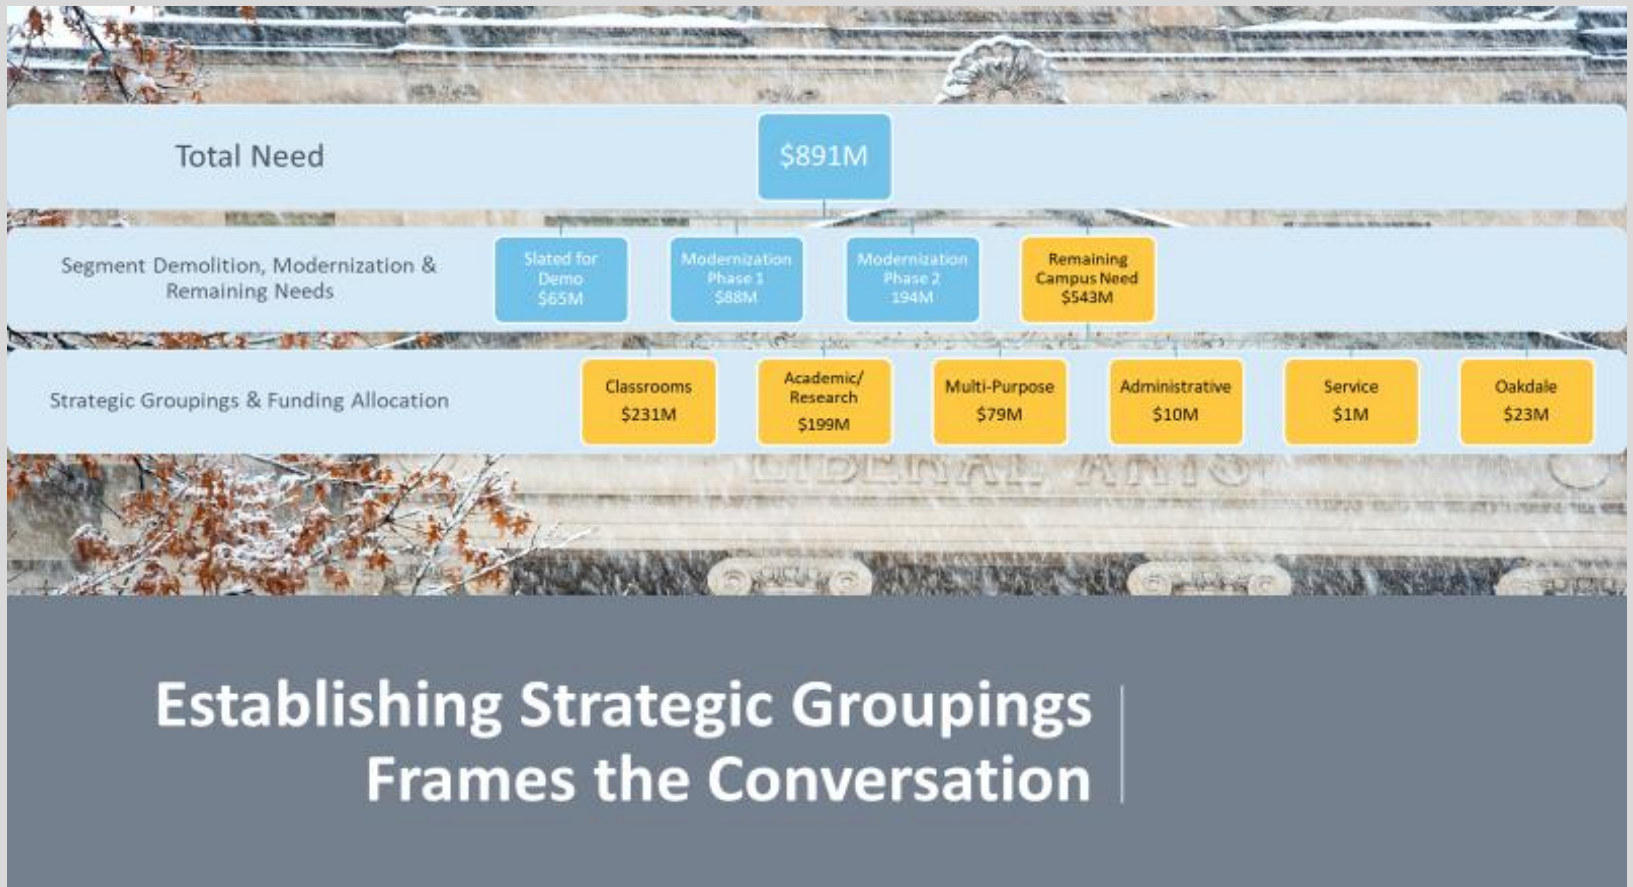 Total Need
$891M
Segment Demolition, Modernization &
Remaining Needs
Slated for
Demo
$65M
Modernization
Phase 1
$88M
Modernization
Phase 2
194M
Remaining
Campus Need
$543M
Strategic Groupings & Funding Allocation
Classrooms
$231M
Academic/
Research
$199M
Multi-Purpose
$79M
Administrative
$10M
Service
$1M
Oakdale
$23M
LIBERAL ARTS
Establishing Strategic Groupings
Frames the Conversation